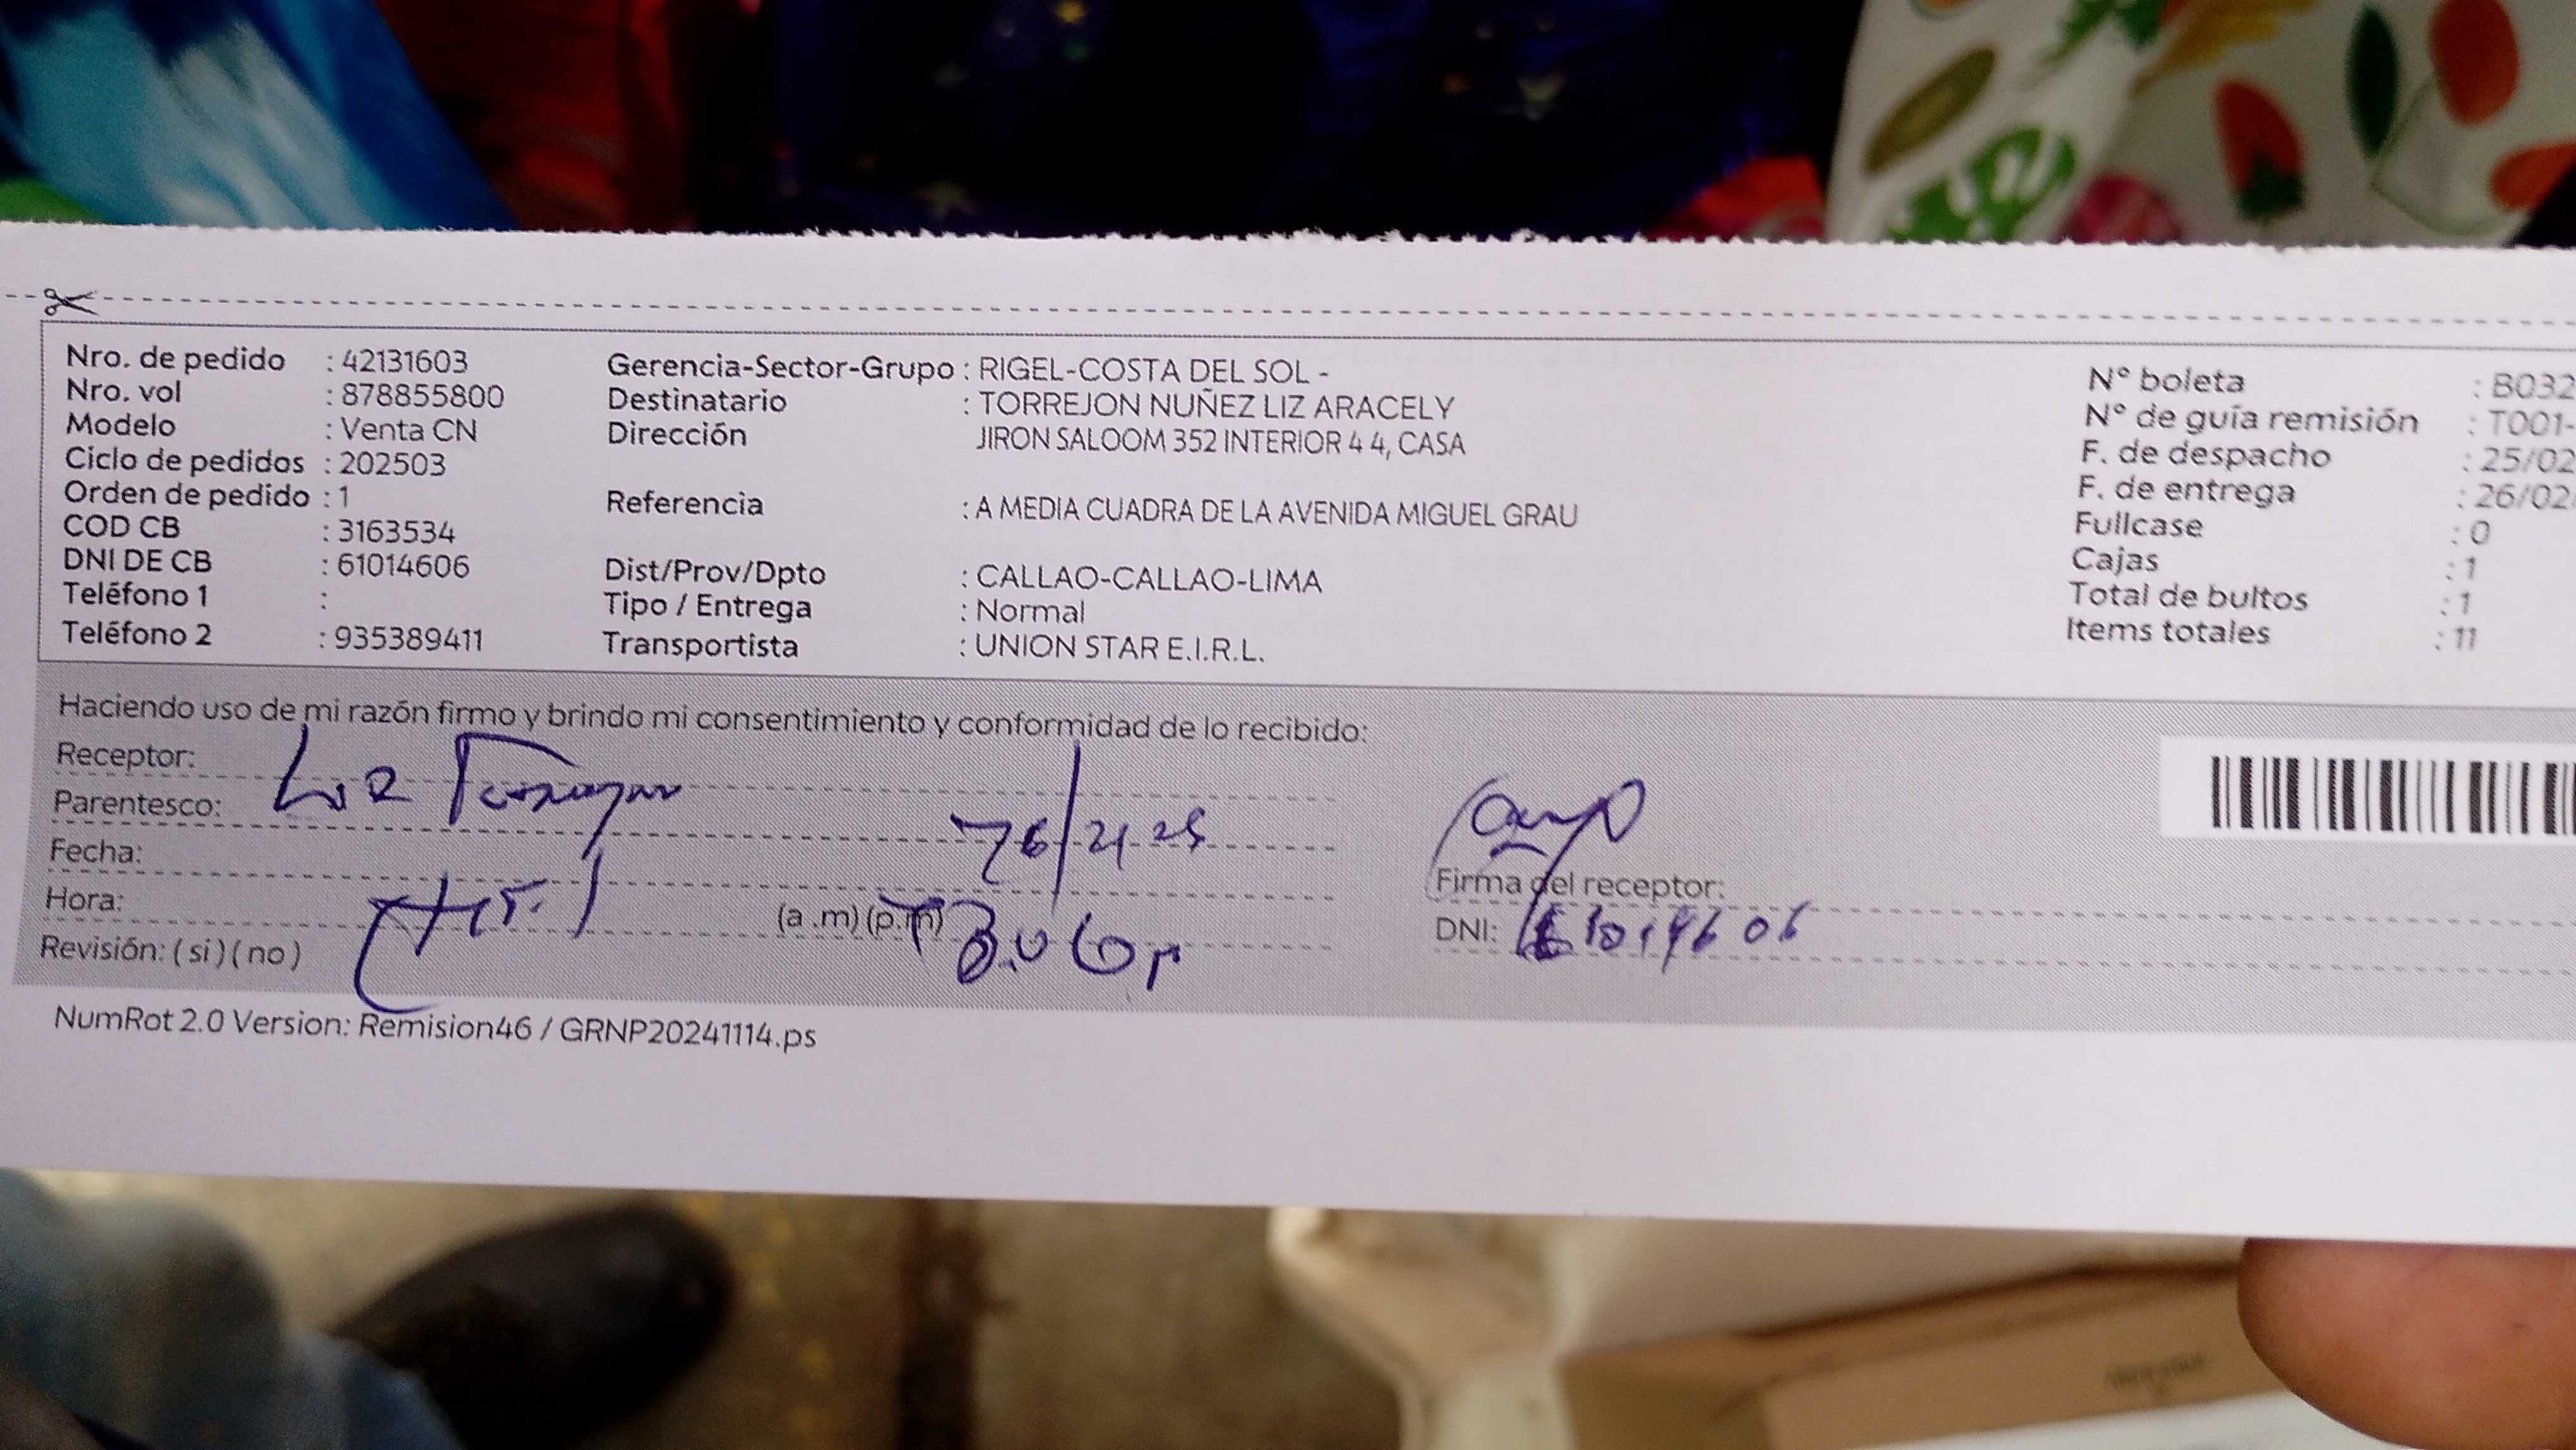 Nro. de pedido : 42131603
Nro. vol : 878855800
Modelo : Venta CN
Ciclo de pedidos : 202503
Orden de pedido : 1
COD CB : 3163534
DNI DE CB : 61014606
Teléfono 1 :
Teléfono 2 : 935389411
Gerencia-Sector-Grupo : RIGEL-COSTA DEL SOL -
Destinatario : TORREJON NUÑEZ LIZ ARACELY
Dirección JIRON SALOOM 352 INTERIOR 4 4, CASA
Referencia : A MEDIA CUADRA DE LA AVENIDA MIGUEL GRAU
Dist/Prov/Dpto : CALLAO-CALLAO-LIMA
Tipo / Entrega : Normal
Transportista : UNION STAR E.I.R.L.
N° boleta : B032
N° de guía remisión : T001-
F. de despacho : 25/02
F. de entrega : 26/02
Fullcase : 0
Cajas : 1
Total de bultos : 1
Items totales : 11
Haciendo uso de mi razón firmo y brindo mi consentimiento y conformidad de lo recibido:
Receptor: Liz
Parentesco:
Fecha:
Hora: (a.m) (p.m)
Revisión: ( si ) ( no )
Firma del receptor:
DNI:
NumRot 2.0 Version: Remision46 / GRNP20241114.ps